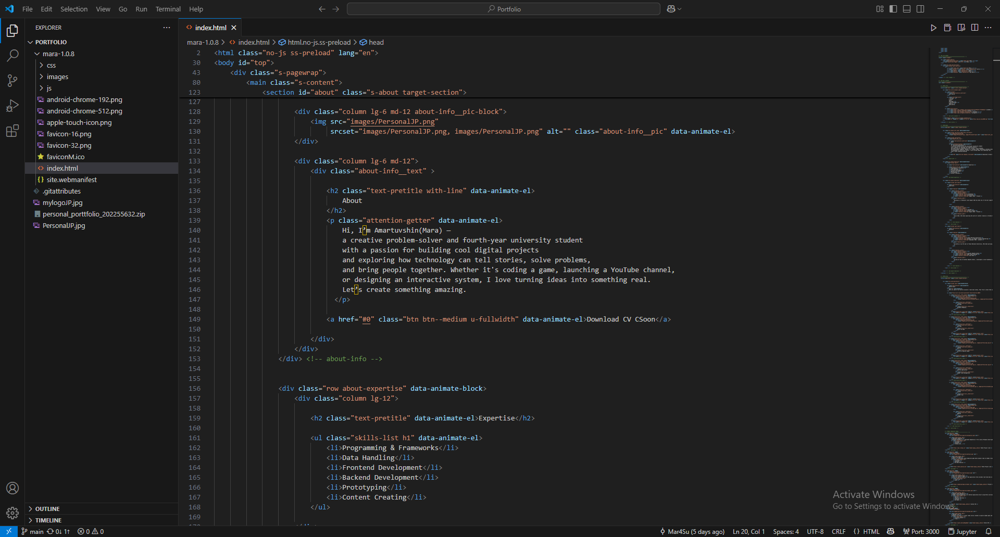 File Edit Selection View Go Run Terminal Help
Portfolio
EXPLORER
PORTFOLIO
mara-1.0.8
css
images
js
android-chrome-192.png
android-chrome-512.png
apple-touch-icon.png
favicon-16.png
favicon-32.png
faviconM.ico
index.html
site.webmanifest
.gitattributes
mylogoJP.jpg
personal_porttfolio_202255632.zip
PersonalJP.jpg
OUTLINE
TIMELINE
index.html
mara-1.0.8 > index.html > html.no-js.ss-preload > head
2 <html class="no-js ss-preload" lang="en">
30 <body id="top">
43 <div class="s-pagewrap">
80 <main class="s-content">
123 <section id="about" class="s-about target-section">
127
128 <div class="column lg-6 md-12 about-info__pic-block">
129 <img src="images/PersonalJP.png"
130 srcset="images/PersonalJP.png, images/PersonalJP.png" alt="" class="about-info__pic" data-animate-el>
131 </div>
132
133 <div class="column lg-6 md-12">
134 <div class="about-info__text" >
135
136 <h2 class="text-pretitle with-line" data-animate-el>
137 About
138 </h2>
139 <p class="attention-getter" data-animate-el>
140 Hi, I’m Amartuvshin(Mara) —
141 a creative problem-solver and fourth-year university student
142 with a passion for building cool digital projects
143 and exploring how technology can tell stories, solve problems,
144 and bring people together. Whether it's coding a game, launching a YouTube channel,
145 or designing an interactive system, I love turning ideas into something real.
146 Let’s create something amazing.
147 </p>
148
149 <a href="#0" class="btn btn--medium u-fullwidth" data-animate-el>Download CV CSoon</a>
150
151 </div>
152 </div>
153 </div> <!-- about-info -->
154
155
156 <div class="row about-expertise" data-animate-block>
157 <div class="column lg-12">
158
159 <h2 class="text-pretitle" data-animate-el>Expertise</h2>
160
161 <ul class="skills-list h1" data-animate-el>
162 <li>Programming & Frameworks</li>
163 <li>Data Handling</li>
164 <li>Frontend Development</li>
165 <li>Backend Development</li>
166 <li>Prototyping</li>
167 <li>Content Creating</li>
168 </ul>
169
Activate Windows
Go to Settings to activate Windows.
main 0↓ 1↑ 0 0 Mar4Su (5 days ago) Ln 20, Col 1 Spaces: 4 UTF-8 CRLF {} HTML Port: 3000 Jupyter